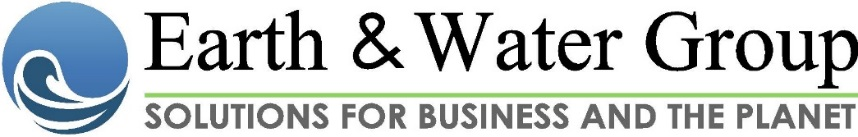 Earth & Water Group
SOLUTIONS FOR BUSINESS AND THE PLANET